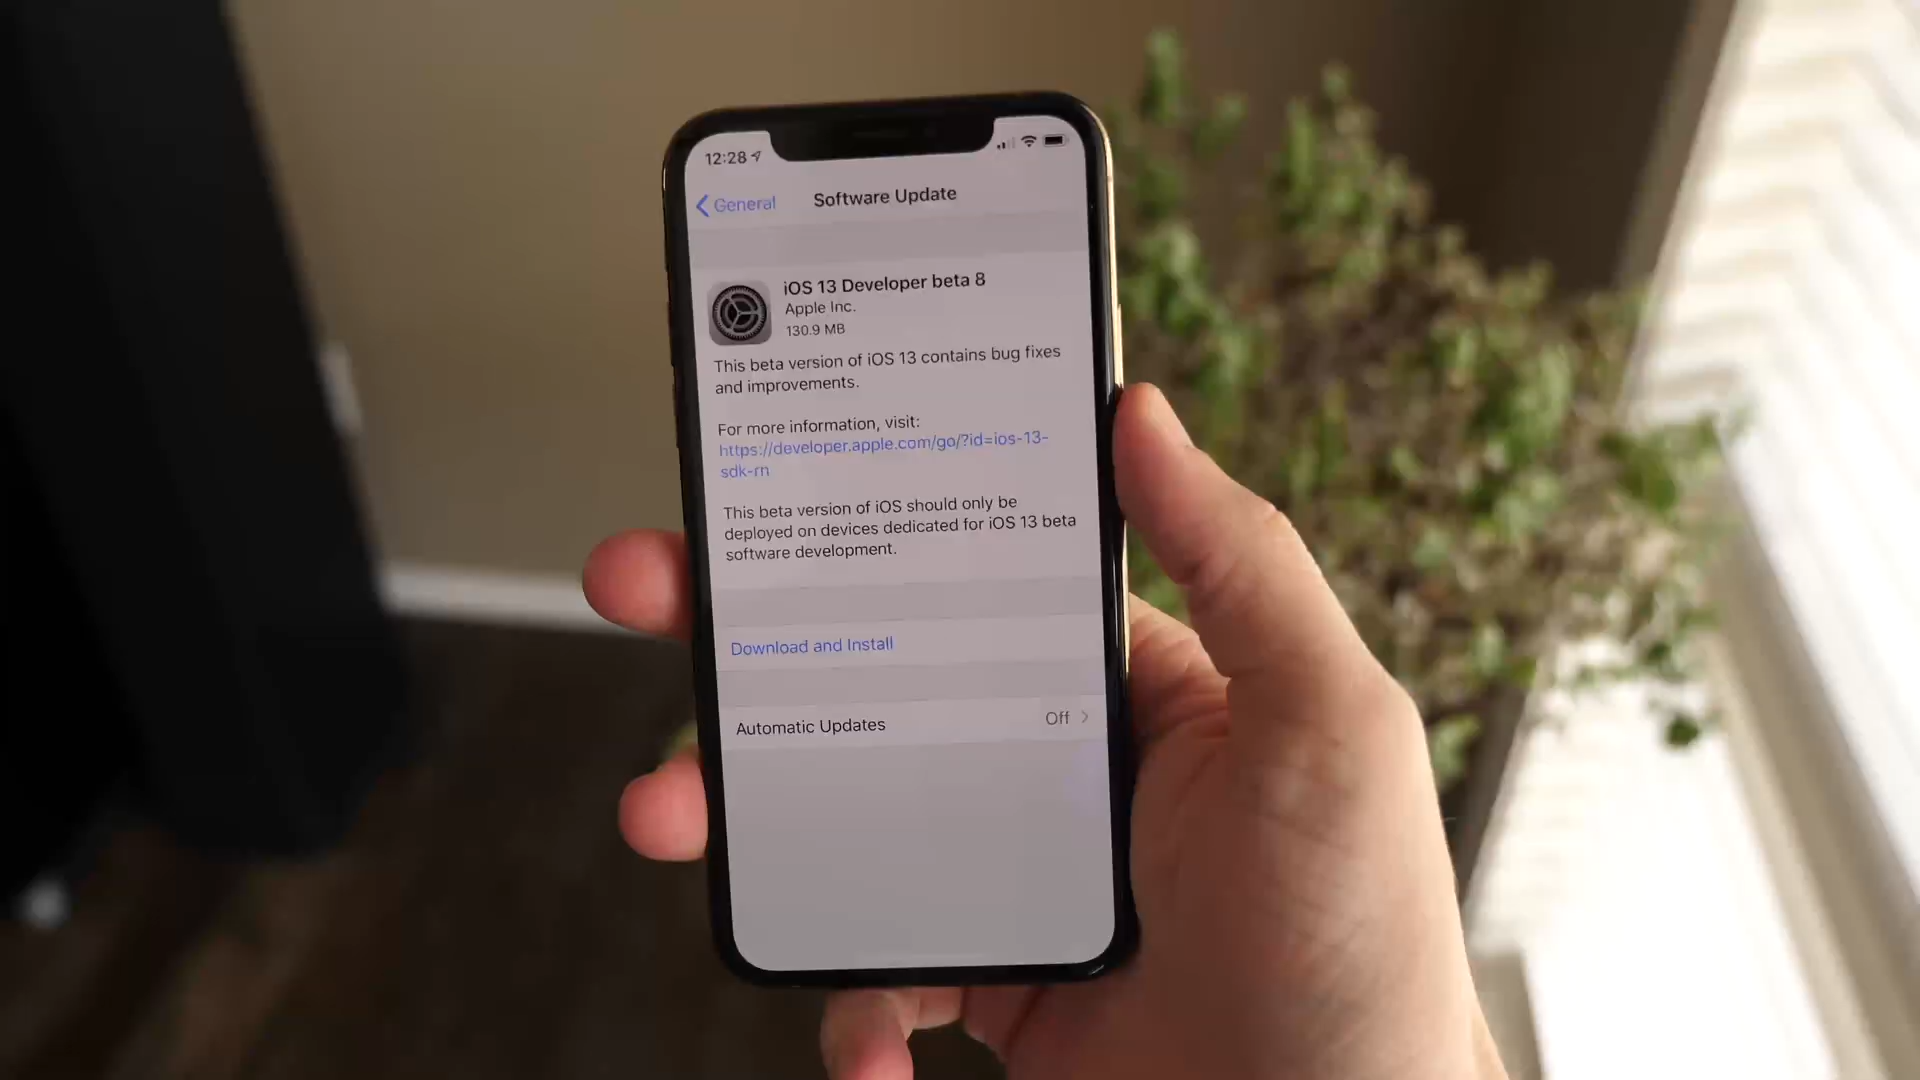 12:28
General
Software Update
iOS 13 Developer beta 8
Apple Inc.
130.9 MB
This beta version of iOS 13 contains bug fixes
and improvements.
For more information, visit:
https://developer.apple.com/go/?id=ios-13-
sdk-rn
This beta version of iOS should only be
deployed on devices dedicated for iOS 13 beta
software development.
Download and Install
Automatic Updates
Off